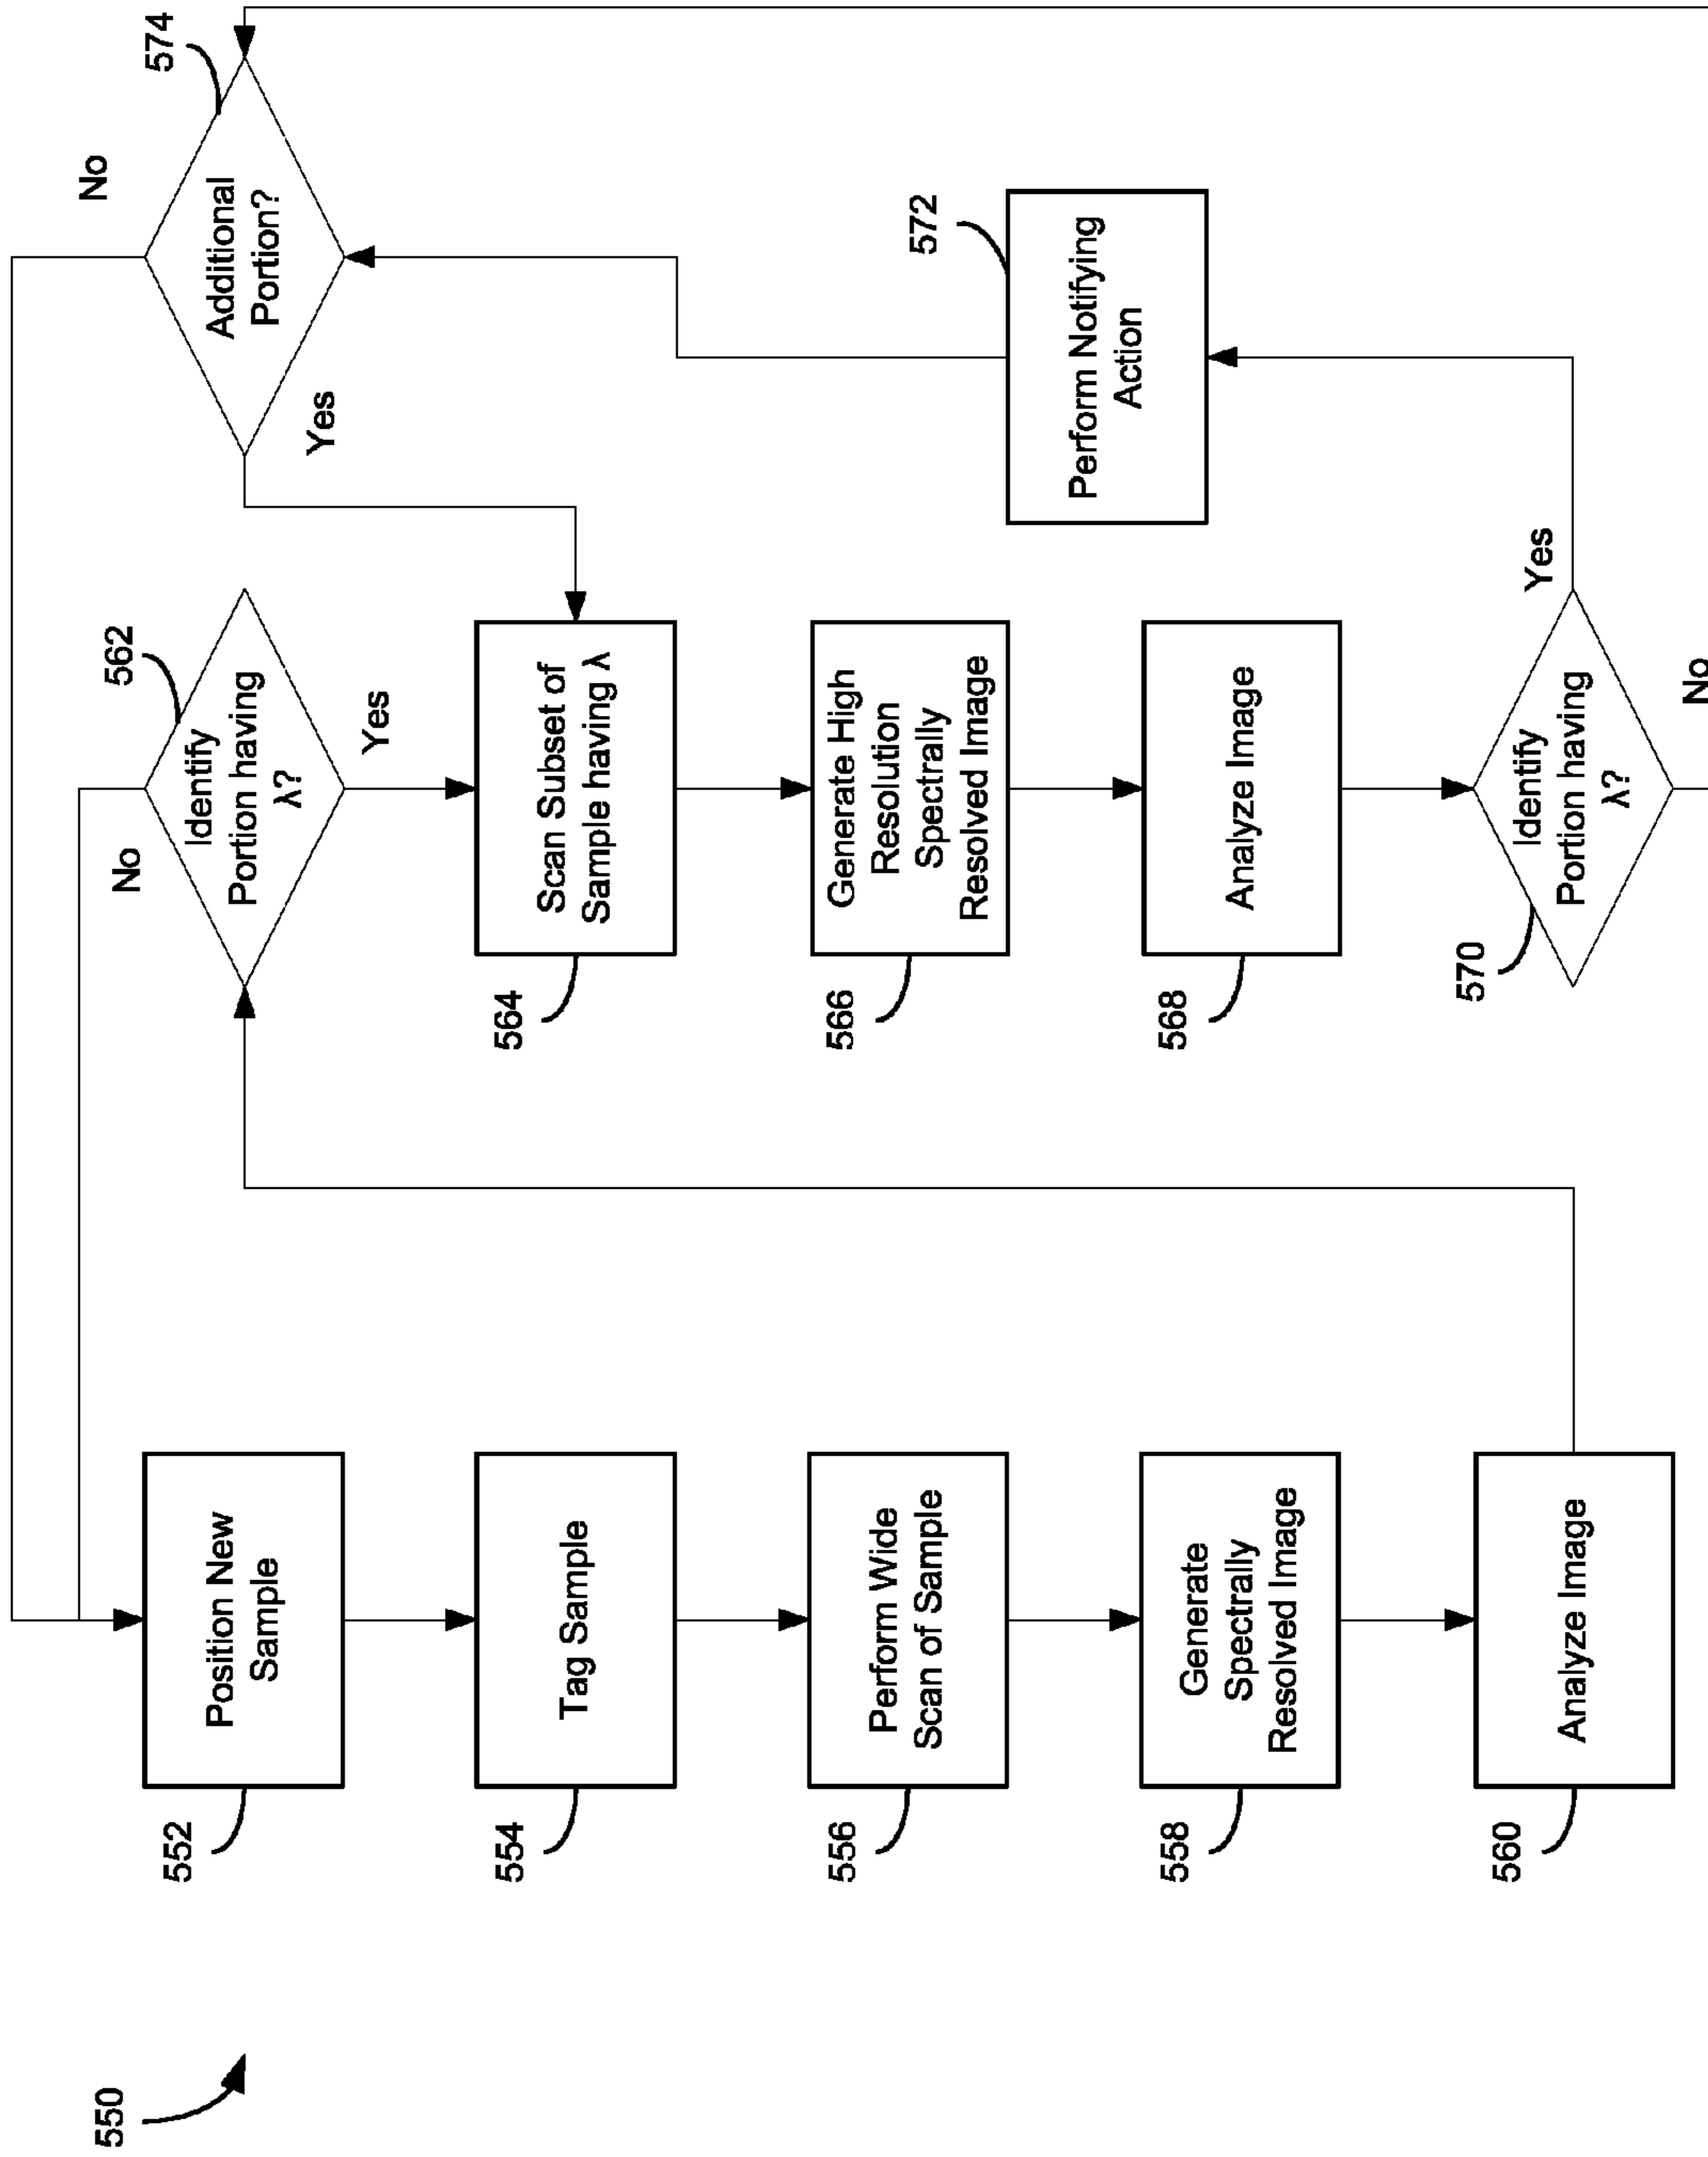 550
552
Position New
Sample
554
Tag Sample
556
Perform Wide
Scan of Sample
558
Generate
Spectrally
Resolved Image
560
Analyze Image
562
Identify
Portion having
λ?
No
Yes
564
Scan Subset of
Sample having λ
566
Generate High
Resolution
Spectrally
Resolved Image
568
Analyze Image
570
Identify
Portion having
λ?
Yes
No
572
Perform Notifying
Action
574
Additional
Portion?
No
Yes